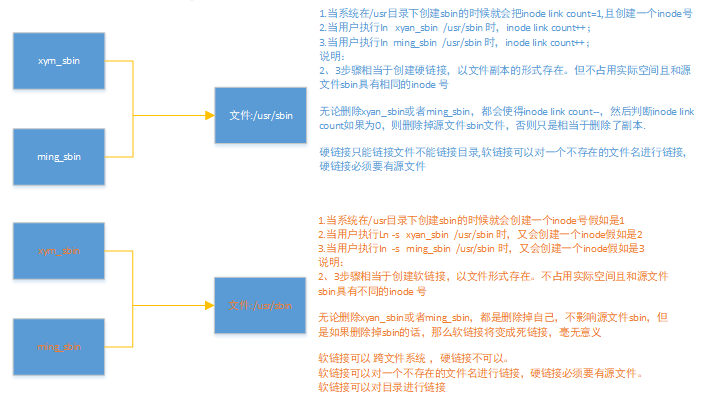 xym_sbin
ming_sbin
文件:/usr/sbin
1.当系统在/usr目录下创建sbin的时候就会把inode link count=1,且创建一个inode号
2.当用户执行ln xyan_sbin /usr/sbin 时，inode link count++；
3.当用户执行ln ming_sbin /usr/sbin 时，inode link count++；
说明：
2、3步骤相当于创建硬链接，以文件副本的形式存在。但不占用实际空间且和源
文件sbin具有相同的inode 号
无论删除xyan_sbin或者ming_sbin，都会使得inode link count--，然后判断inode link
count如果为0，则删除掉源文件sbin文件，否则只是相当于删除了副本.
硬链接只能链接文件不能链接目录,软链接可以对一个不存在的文件名进行链接,
硬链接必须要有源文件
xym_sbin
ming_sbin
文件:/usr/sbin
1.当系统在/usr目录下创建sbin的时候就会创建一个inode号假如是1
2.当用户执行Ln -s xyan_sbin /usr/sbin 时，又会创建一个inode假如是2
3.当用户执行ln -s ming_sbin /usr/sbin 时，又会创建一个inode假如是3
说明：
2、3步骤相当于创建软链接，以文件形式存在。不占用实际空间且和源文件
sbin具有不同的inode 号
无论删除xyan_sbin或者ming_sbin，都是删除掉自己，不影响源文件sbin，但
是如果删除掉sbin的话，那么软链接将变成死链接，毫无意义
软链接可以 跨文件系统 ，硬链接不可以。
软链接可以对一个不存在的文件名进行链接，硬链接必须要有源文件。
软链接可以对目录进行链接